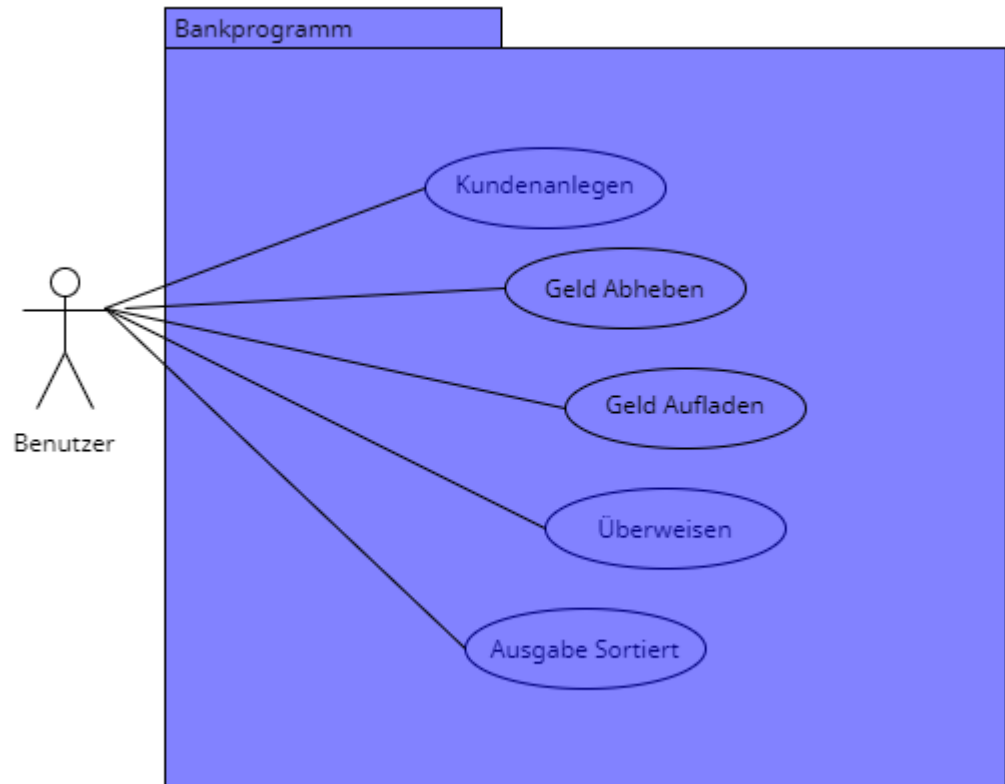 Bankprogramm
Kundenanlegen
Geld Abheben
Geld Aufladen
Benutzer
Überweisen
Ausgabe Sortiert